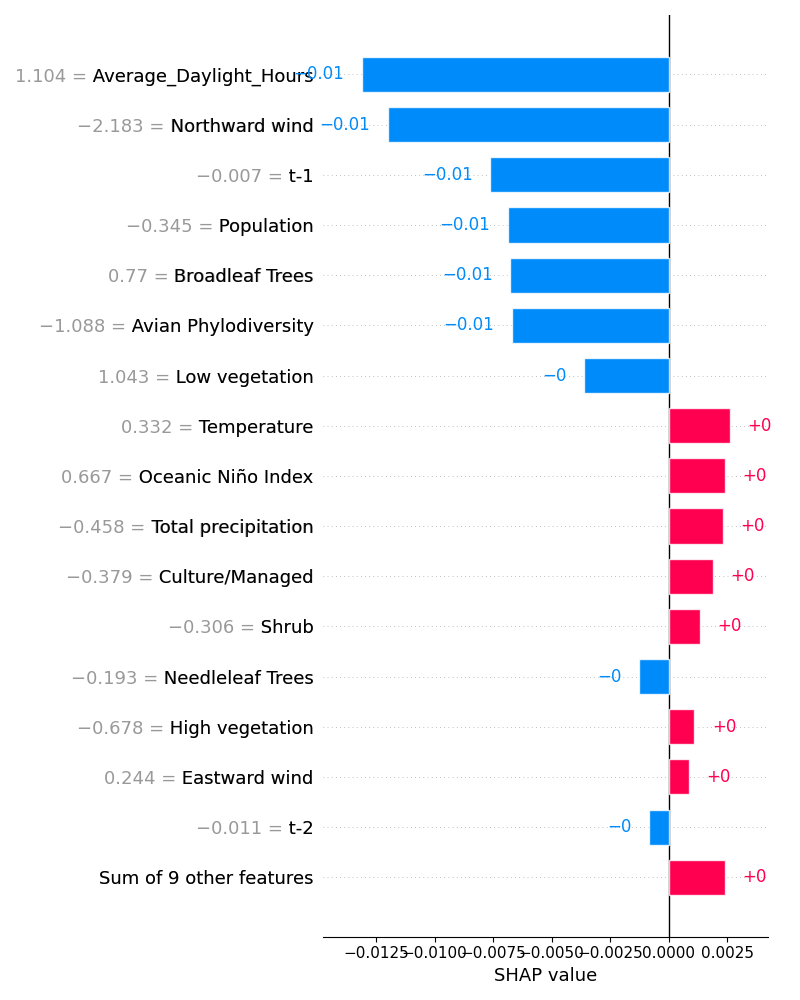 1.104 = Average_Daylight_Hours −0.01
−2.183 = Northward wind −0.01
−0.007 = t-1 −0.01
−0.345 = Population −0.01
0.77 = Broadleaf Trees −0.01
−1.088 = Avian Phylodiversity −0.01
1.043 = Low vegetation −0
0.332 = Temperature +0
0.667 = Oceanic Niño Index +0
−0.458 = Total precipitation +0
−0.379 = Culture/Managed +0
−0.306 = Shrub +0
−0.193 = Needleleaf Trees −0
−0.678 = High vegetation +0
0.244 = Eastward wind +0
−0.011 = t-2 −0
Sum of 9 other features +0
−0.0125 −0.0100 −0.0075 −0.0050 −0.0025 0.0000 0.0025
SHAP value